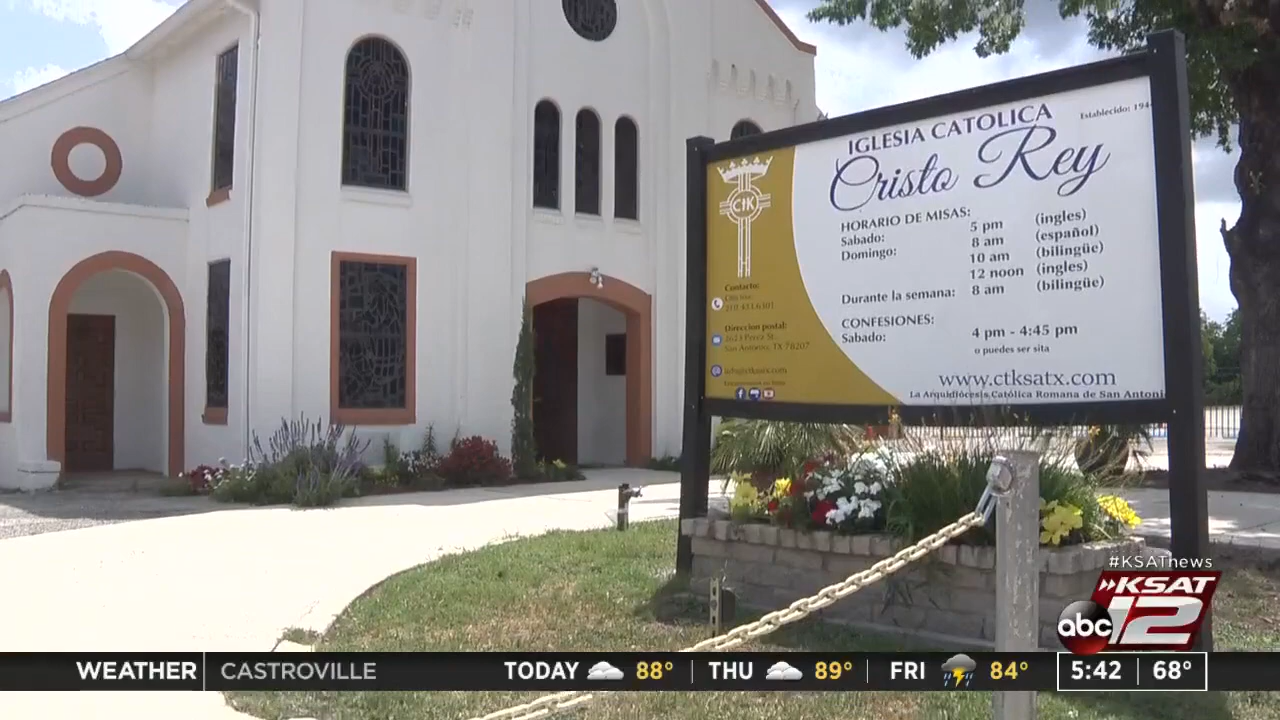 IGLESIA CATOLICA
Establecido:
Cristo Rey
CtK
HORARIO DE MISAS:
Sabado: 5 pm (ingles)
Domingo: 8 am (español)
10 am (bilingüe)
12 noon (ingles)
Durante la semana: 8 am (bilingüe)
CONFESIONES:
Sabado: 4 pm - 4:45 pm
o puedes ser sita
Contacto:
Direccion postal:
San Antonio, TX 78207
www.ctksatx.com
La Arquidiócesis Católica Romana de San Antoni
#KSATnews
KSAT
abc 12
WEATHER CASTROVILLE TODAY 88° THU 89° FRI 84° 5:42 68°